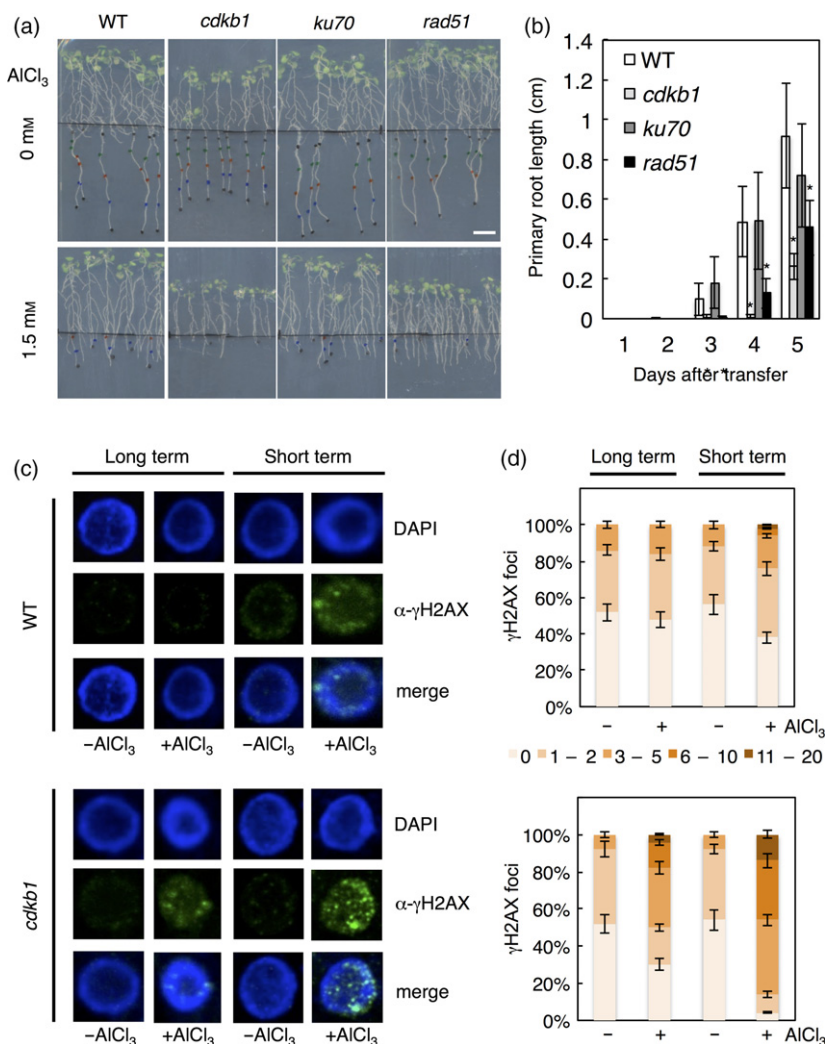 (a)
WT cdkb1 ku70 rad51
AlCl3
0 mM
1.5 mM
(b)
1.4
1.2
1
0.8
0.6
0.4
0.2
0
Primary root length (cm)
WT
cdkb1
ku70
rad51
* * * * * *
1 2 3 4 5
Days after transfer
(c)
Long term Short term
WT
DAPI
α-γH2AX
merge
–AlCl3 +AlCl3 –AlCl3 +AlCl3
cdkb1
DAPI
α-γH2AX
merge
–AlCl3 +AlCl3 –AlCl3 +AlCl3
(d)
Long term Short term
γH2AX foci
100%
80%
60%
40%
20%
0%
– + – + AlCl3
0 1 – 2 3 – 5 6 – 10 11 – 20
γH2AX foci
100%
80%
60%
40%
20%
0%
– + – + AlCl3